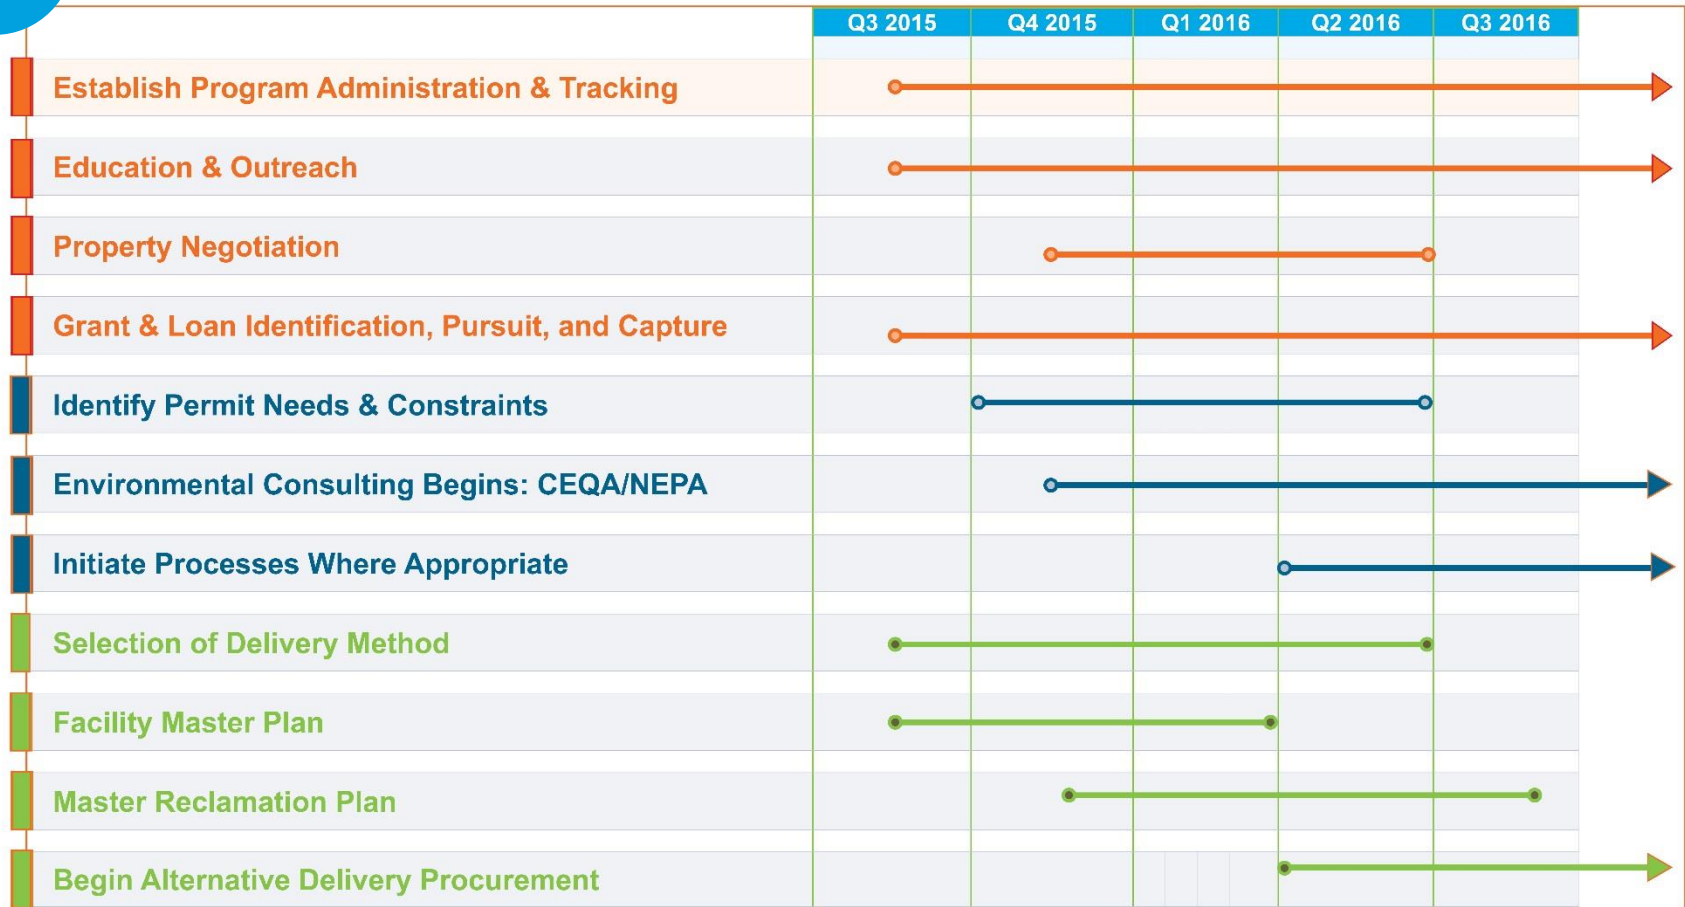 Q3 2015 Q4 2015 Q1 2016 Q2 2016 Q3 2016
Establish Program Administration & Tracking
Education & Outreach
Property Negotiation
Grant & Loan Identification, Pursuit, and Capture
Identify Permit Needs & Constraints
Environmental Consulting Begins: CEQA/NEPA
Initiate Processes Where Appropriate
Selection of Delivery Method
Facility Master Plan
Master Reclamation Plan
Begin Alternative Delivery Procurement